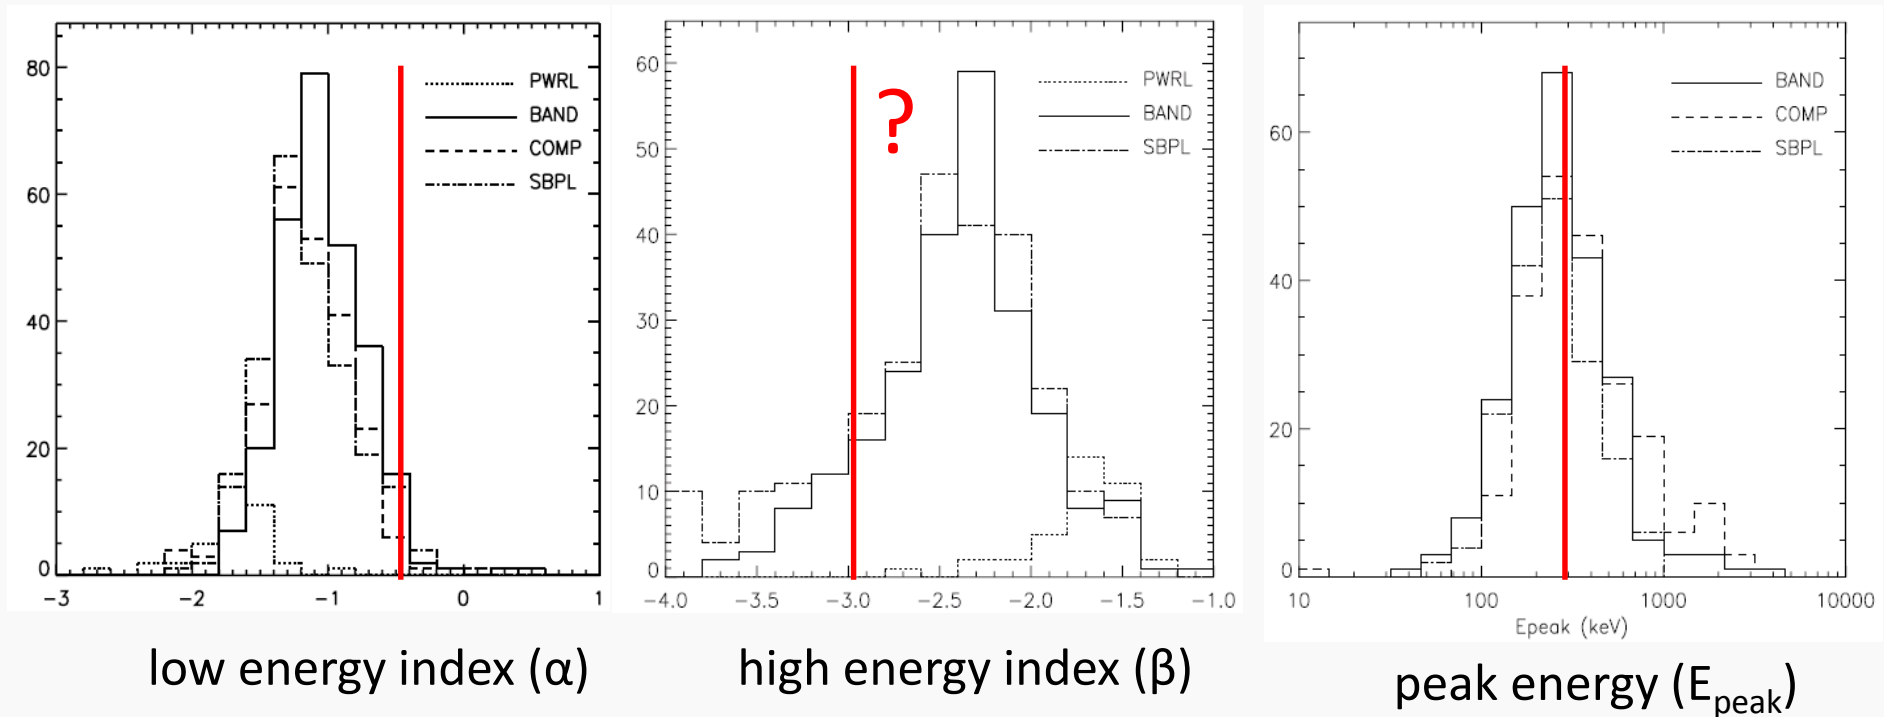 80
60
40
20
0
-3
-2
-1
0
1
PWRL
BAND
COMP
SBPL
low energy index (α)
60
50
40
30
20
10
0
-4.0
-3.5
-3.0
-2.5
-2.0
-1.5
-1.0
PWRL
BAND
SBPL
?
high energy index (β)
60
40
20
0
10
100
1000
10000
BAND
COMP
SBPL
Epeak (keV)
peak energy (Epeak)